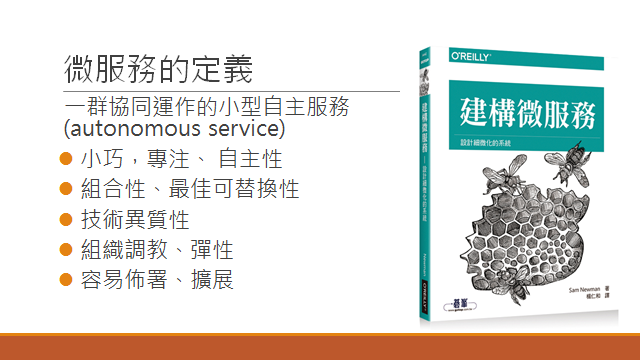 微服務的定義
一群協同運作的小型自主服務
(autonomous service)
小巧，專注、 自主性
組合性、最佳可替換性
技術異質性
組織調教、彈性
容易佈署、擴展
O'REILLY
建構微服務
設計細微化的系統
Sam Newman 著
楊仁和 譯
建構微服務
設計細微化的系統
O'REILLY
碁峰